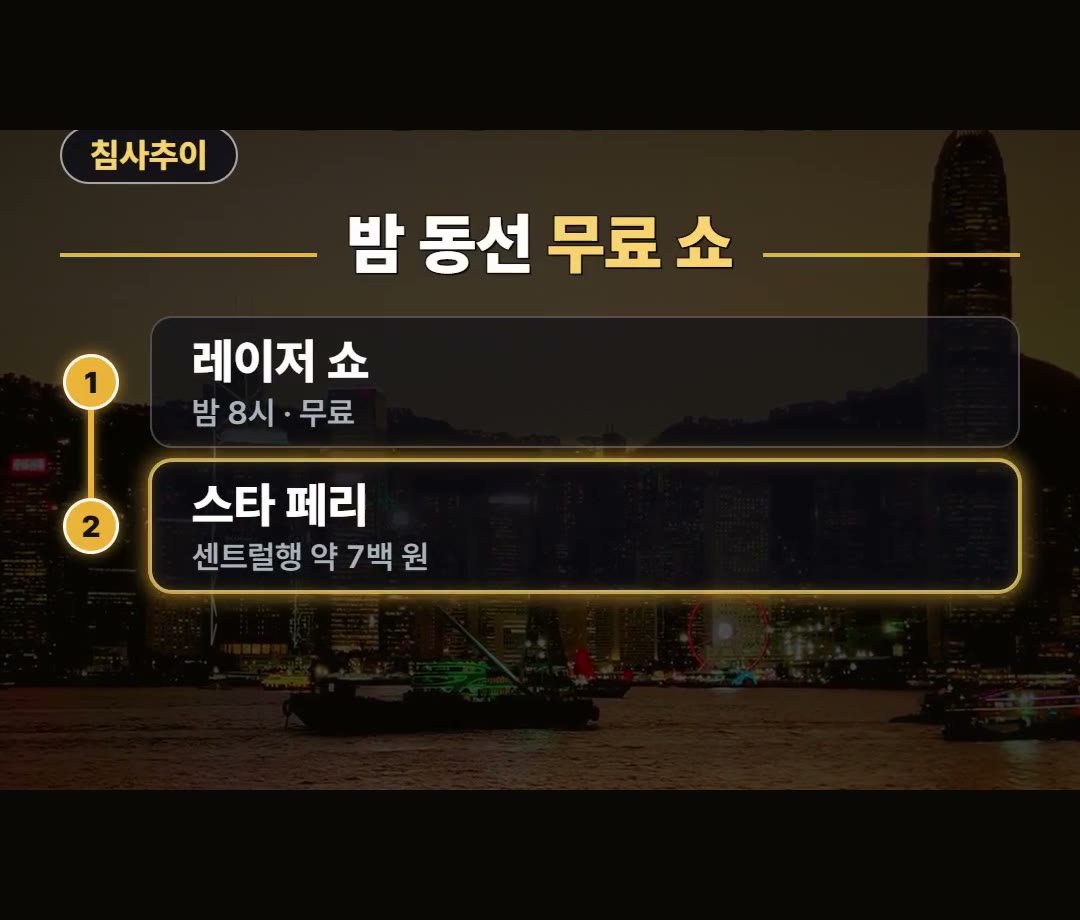 침사추이
밤 동선 무료 쇼
1
레이저 쇼
밤 8시 · 무료
2
스타 페리
센트럴행 약 7백 원